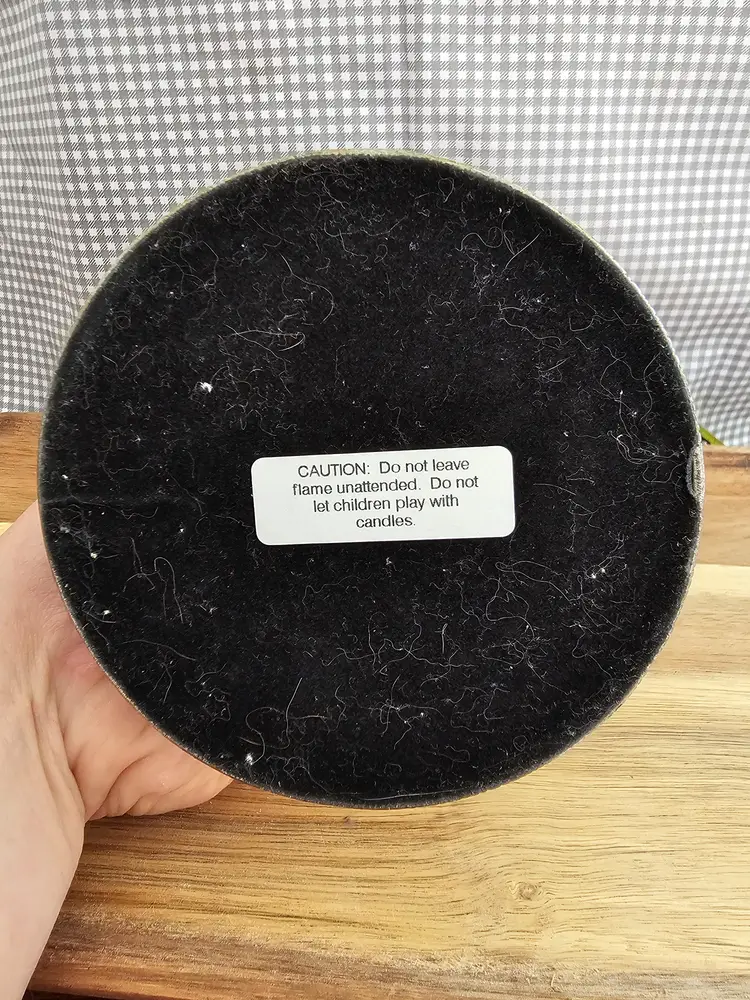 CAUTION: Do not leave
flame unattended. Do not
let children play with
candles.